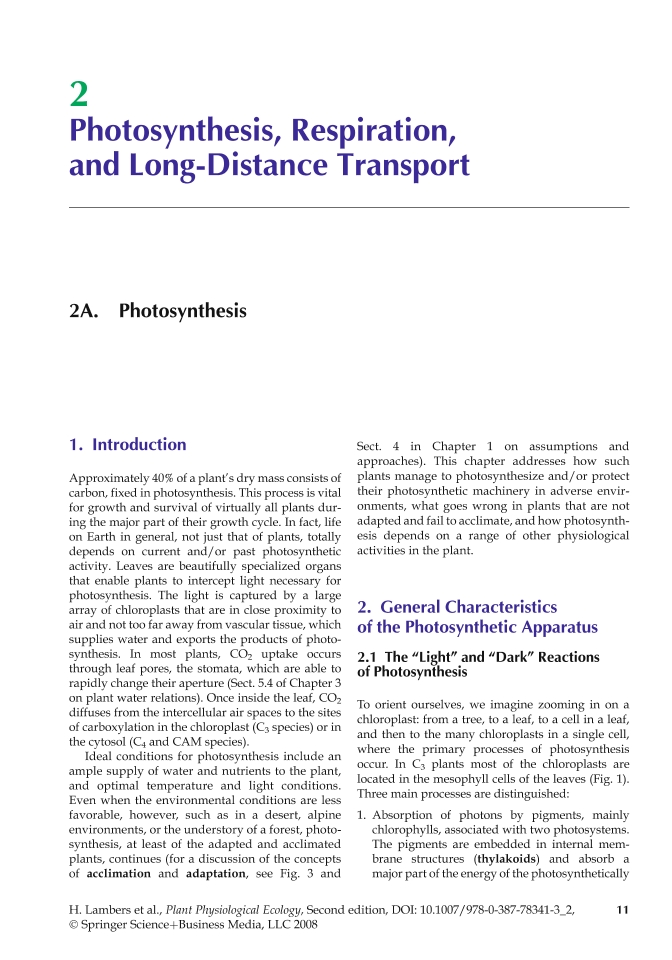 2
Photosynthesis, Respiration,
and Long-Distance Transport
2A. Photosynthesis
1. Introduction
Approximately 40% of a plant's dry mass consists of
carbon, fixed in photosynthesis. This process is vital
for growth and survival of virtually all plants dur-
ing the major part of their growth cycle. In fact, life
on Earth in general, not just that of plants, totally
depends on current and/or past photosynthetic
activity. Leaves are beautifully specialized organs
that enable plants to intercept light necessary for
photosynthesis. The light is captured by a large
array of chloroplasts that are in close proximity to
air and not too far away from vascular tissue, which
supplies water and exports the products of photo-
synthesis. In most plants, CO₂ uptake occurs
through leaf pores, the stomata, which are able to
rapidly change their aperture (Sect. 5.4 of Chapter 3
on plant water relations). Once inside the leaf, CO₂
diffuses from the intercellular air spaces to the sites
of carboxylation in the chloroplast (C₃ species) or in
the cytosol (C₄ and CAM species).
Ideal conditions for photosynthesis include an
ample supply of water and nutrients to the plant,
and optimal temperature and light conditions.
Even when the environmental conditions are less
favorable, however, such as in a desert, alpine
environments, or the understory of a forest, photo-
synthesis, at least of the adapted and acclimated
plants, continues (for a discussion of the concepts
of acclimation and adaptation, see Fig. 3 and
Sect. 4 in Chapter 1 on assumptions and
approaches). This chapter addresses how such
plants manage to photosynthesize and/or protect
their photosynthetic machinery in adverse envir-
onments, what goes wrong in plants that are not
adapted and fail to acclimate, and how photosynth-
esis depends on a range of other physiological
activities in the plant.
2. General Characteristics
of the Photosynthetic Apparatus
2.1 The “Light” and “Dark” Reactions
of Photosynthesis
To orient ourselves, we imagine zooming in on a
chloroplast: from a tree, to a leaf, to a cell in a leaf,
and then to the many chloroplasts in a single cell,
where the primary processes of photosynthesis
occur. In C₃ plants most of the chloroplasts are
located in the mesophyll cells of the leaves (Fig. 1).
Three main processes are distinguished:
1. Absorption of photons by pigments, mainly
chlorophylls, associated with two photosystems.
The pigments are embedded in internal mem-
brane structures (thylakoids) and absorb a
major part of the energy of the photosynthetically
H. Lambers et al., Plant Physiological Ecology, Second edition, DOI: 10.1007/978-0-387-78341-3_2, 11
© Springer Science+Business Media, LLC 2008